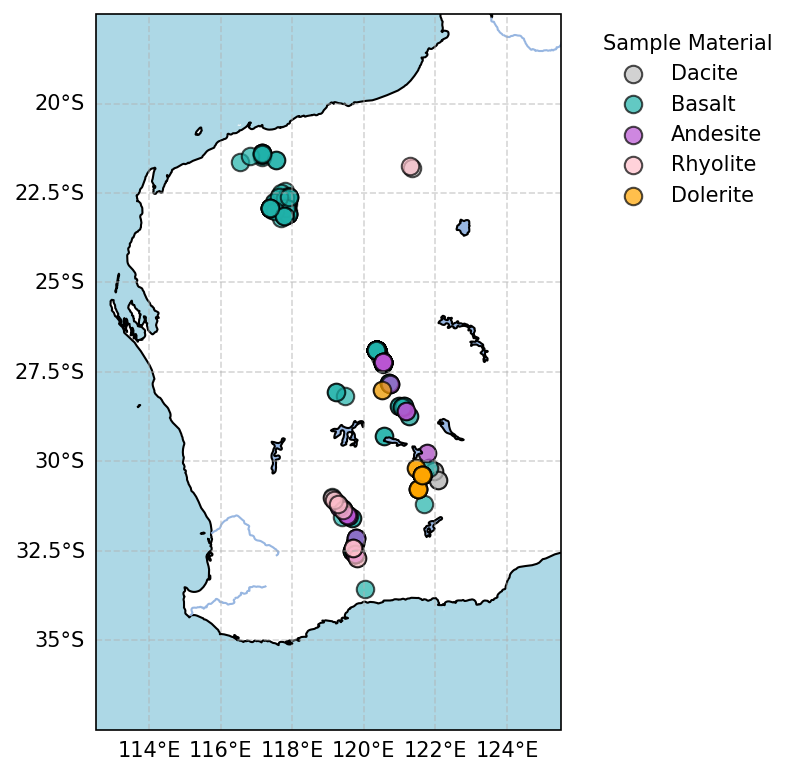 Sample Material
Dacite
Basalt
Andesite
Rhyolite
Dolerite
20°S
22.5°S
25°S
27.5°S
30°S
32.5°S
35°S
114°E 116°E 118°E 120°E 122°E 124°E